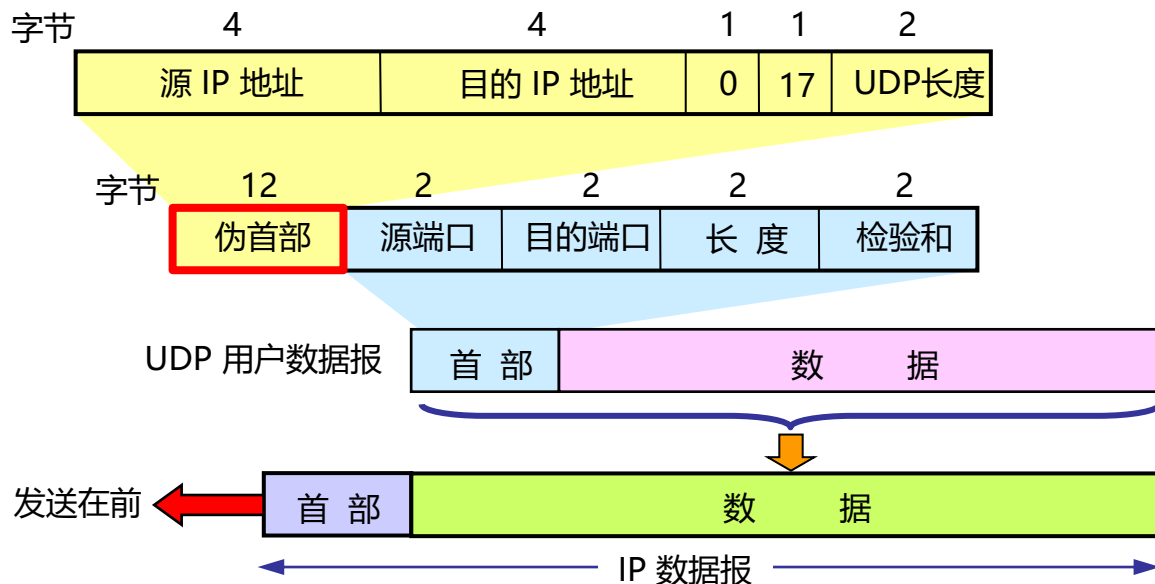 字节 4 4 1 1 2
源 IP 地址 目的 IP 地址 0 17 UDP长度
字节 12 2 2 2 2
伪首部 源端口 目的端口 长 度 检验和
UDP 用户数据报 首 部 数 据
发送在前 首 部 数 据
IP 数据报